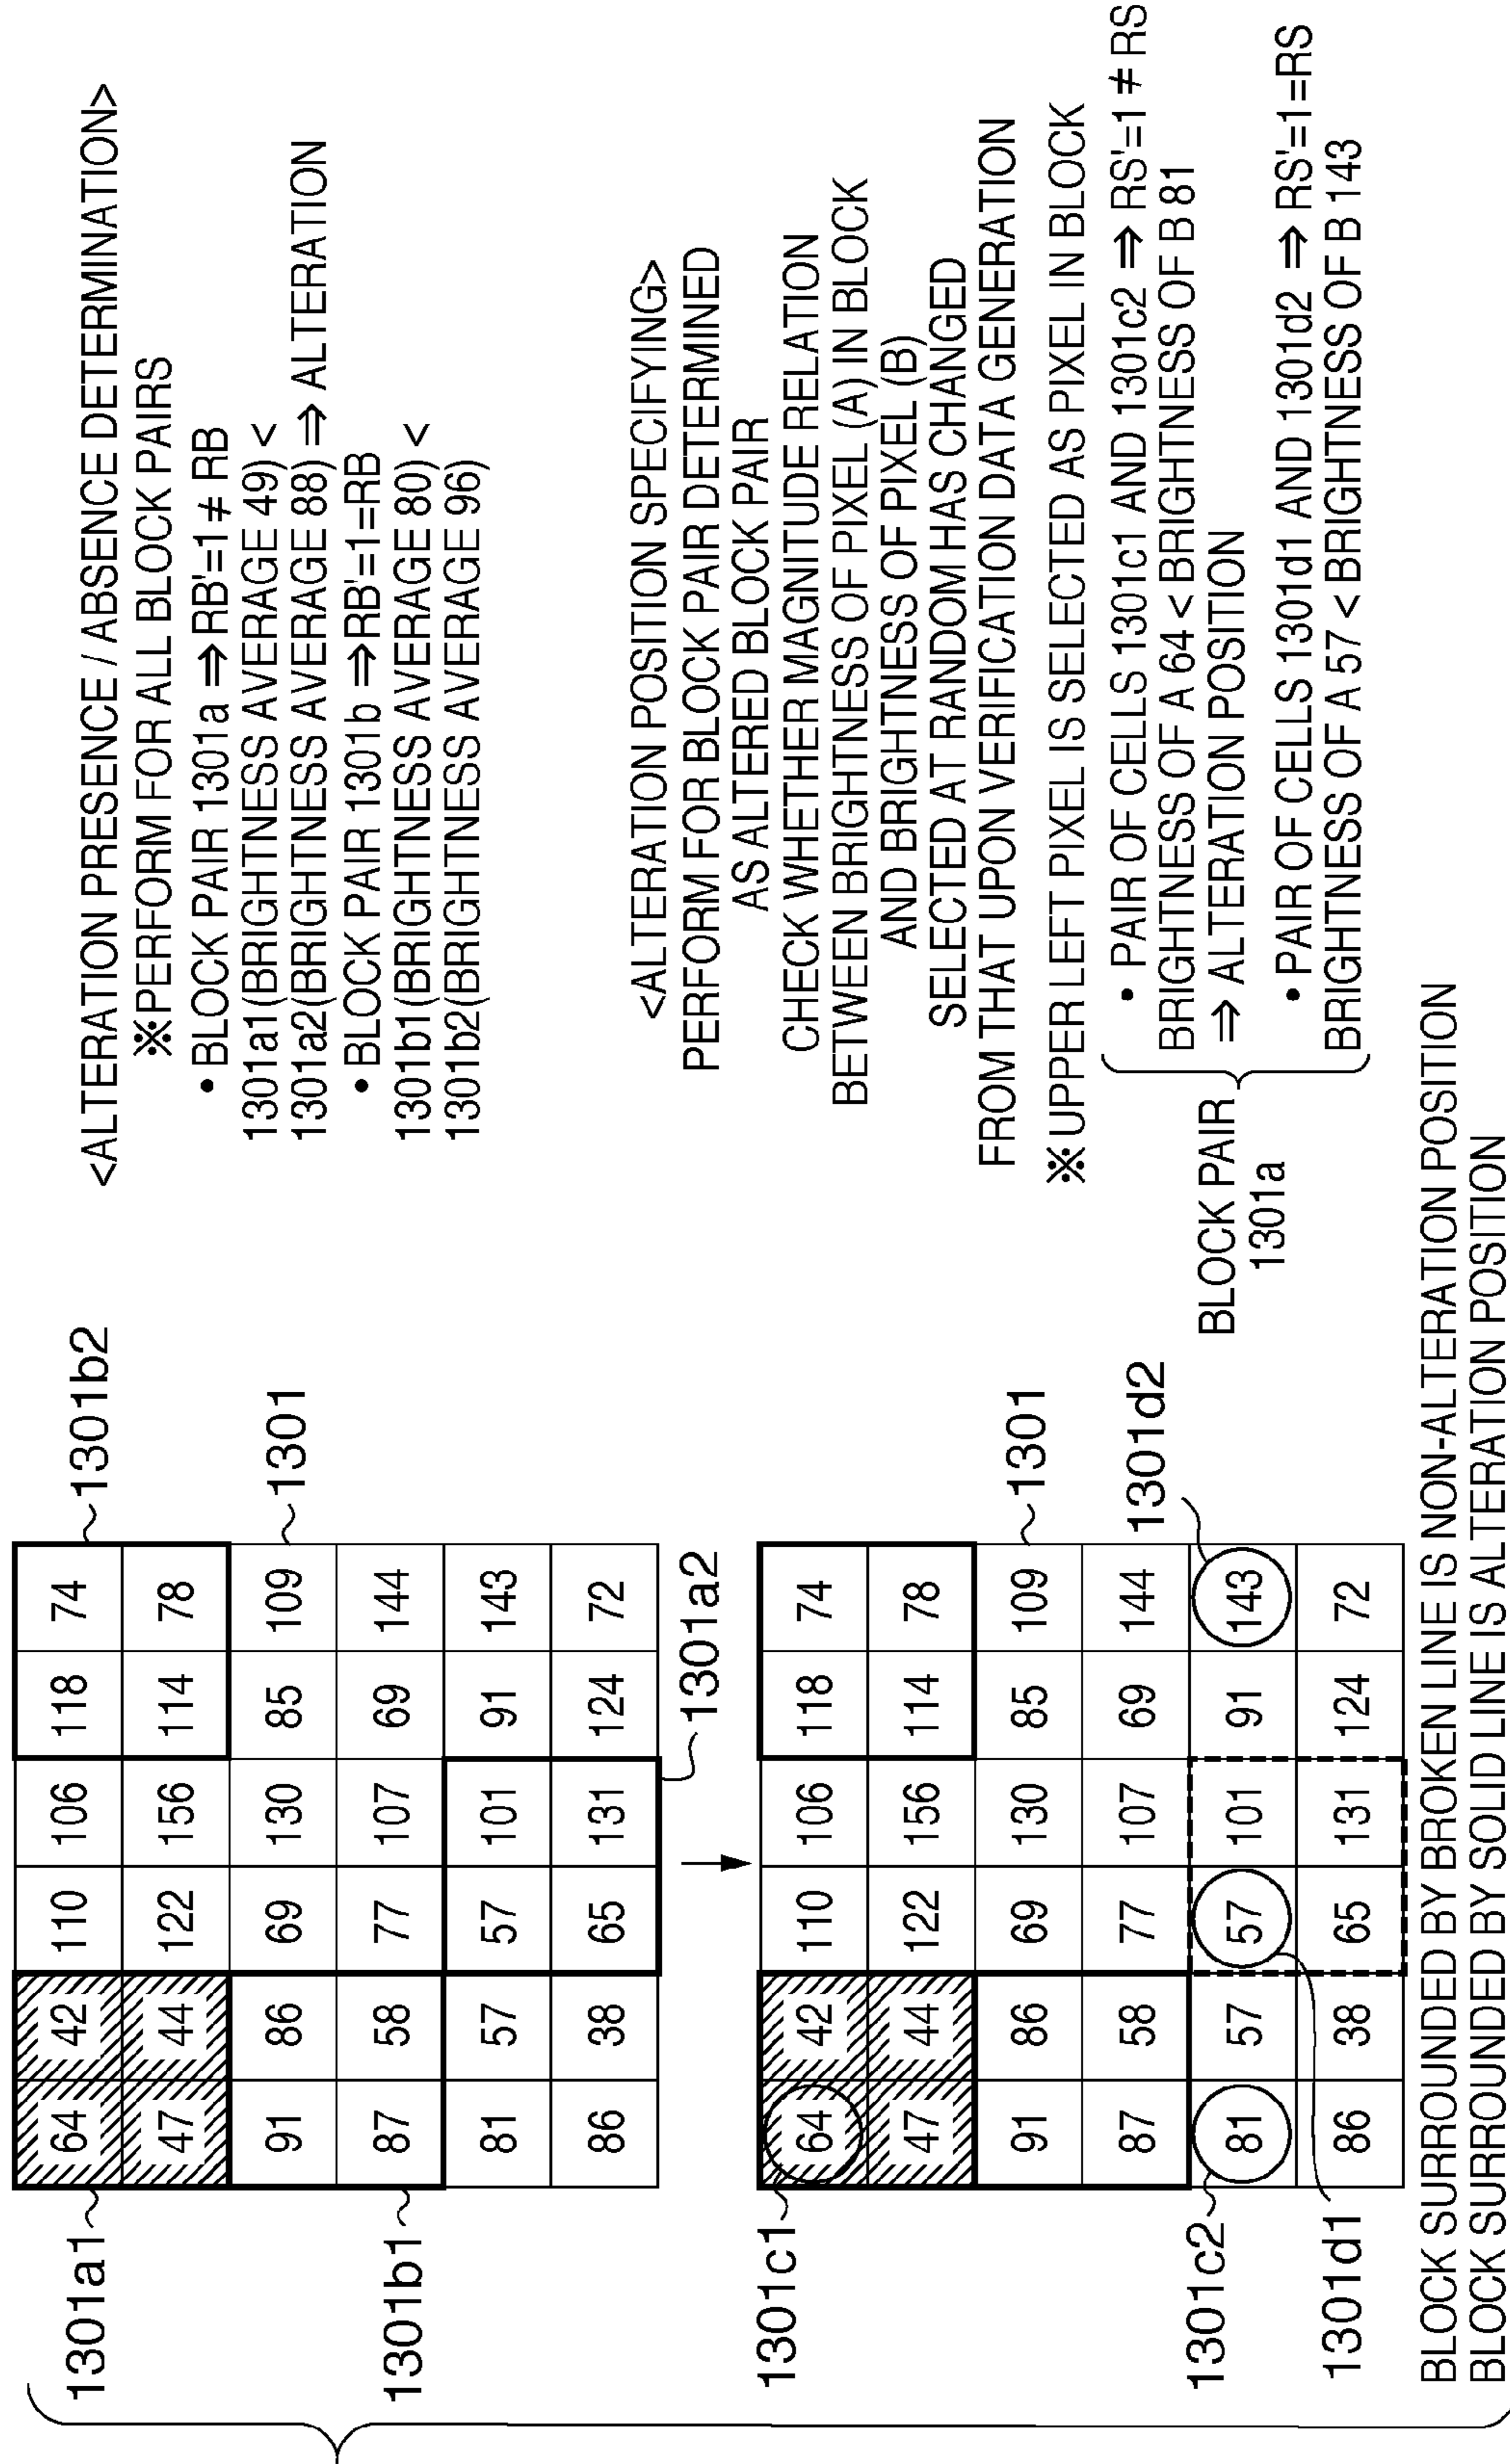 1301a1
1301b1
64 42 110 106 118 74
47 44 122 156 114 78
91 86 69 130 85 109
87 58 77 107 69 144
81 57 57 101 91 143
86 38 65 131 124 72
1301b2
1301
1301a2
<ALTERATION PRESENCE / ABSENCE DETERMINATION>
※PERFORM FOR ALL BLOCK PAIRS
• BLOCK PAIR 1301a ⇒ RB'=1 ≠ RB
1301a1(BRIGHTNESS AVERAGE 49) <
1301a2(BRIGHTNESS AVERAGE 88) ⇒ ALTERATION
• BLOCK PAIR 1301b ⇒ RB'=1=RB
1301b1(BRIGHTNESS AVERAGE 80) <
1301b2(BRIGHTNESS AVERAGE 96)
1301c1
1301c2
1301d1
64 42 110 106 118 74
47 44 122 156 114 78
91 86 69 130 85 109
87 58 77 107 69 144
81 57 57 101 91 143
86 38 65 131 124 72
1301
1301d2
<ALTERATION POSITION SPECIFYING>
PERFORM FOR BLOCK PAIR DETERMINED
AS ALTERED BLOCK PAIR
CHECK WHETHER MAGNITUDE RELATION
BETWEEN BRIGHTNESS OF PIXEL (A) IN BLOCK
AND BRIGHTNESS OF PIXEL (B)
SELECTED AT RANDOM HAS CHANGED
FROM THAT UPON VERIFICATION DATA GENERATION
※ UPPER LEFT PIXEL IS SELECTED AS PIXEL IN BLOCK
BLOCK PAIR
1301a
• PAIR OF CELLS 1301c1 AND 1301c2 ⇒ RS'=1 ≠ RS
BRIGHTNESS OF A 64 < BRIGHTNESS OF B 81
⇒ ALTERATION POSITION
• PAIR OF CELLS 1301d1 AND 1301d2 ⇒ RS'=1=RS
BRIGHTNESS OF A 57 < BRIGHTNESS OF B 143
BLOCK SURROUNDED BY BROKEN LINE IS NON-ALTERATION POSITION
BLOCK SURROUNDED BY SOLID LINE IS ALTERATION POSITION